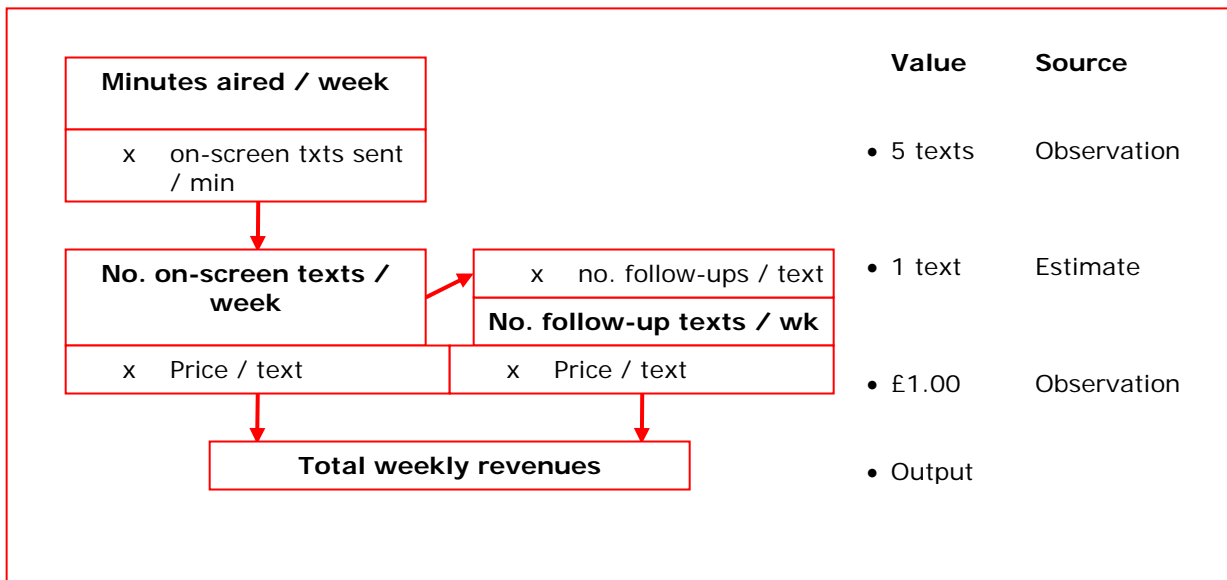 Value Source
Minutes aired / week
x on-screen txts sent
/ min
• 5 texts Observation
No. on-screen texts /
week
x no. follow-ups / text
• 1 text Estimate
No. follow-up texts / wk
x Price / text
x Price / text
• £1.00 Observation
Total weekly revenues
• Output